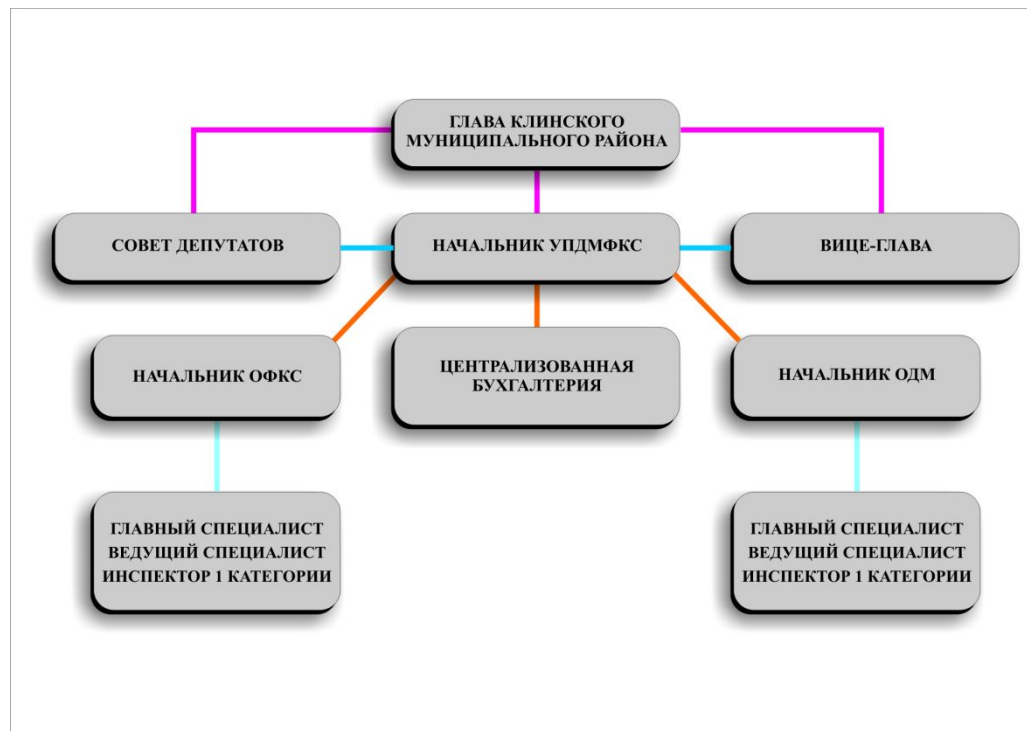 ГЛАВА КЛИНСКОГО
МУНИЦИПАЛЬНОГО РАЙОНА
СОВЕТ ДЕПУТАТОВ
НАЧАЛЬНИК УПДМФКС
ВИЦЕ-ГЛАВА
НАЧАЛЬНИК ОФКС
ЦЕНТРАЛИЗОВАННАЯ
БУХГАЛТЕРИЯ
НАЧАЛЬНИК ОДМ
ГЛАВНЫЙ СПЕЦИАЛИСТ
ВЕДУЩИЙ СПЕЦИАЛИСТ
ИНСПЕКТОР 1 КАТЕГОРИИ
ГЛАВНЫЙ СПЕЦИАЛИСТ
ВЕДУЩИЙ СПЕЦИАЛИСТ
ИНСПЕКТОР 1 КАТЕГОРИИ